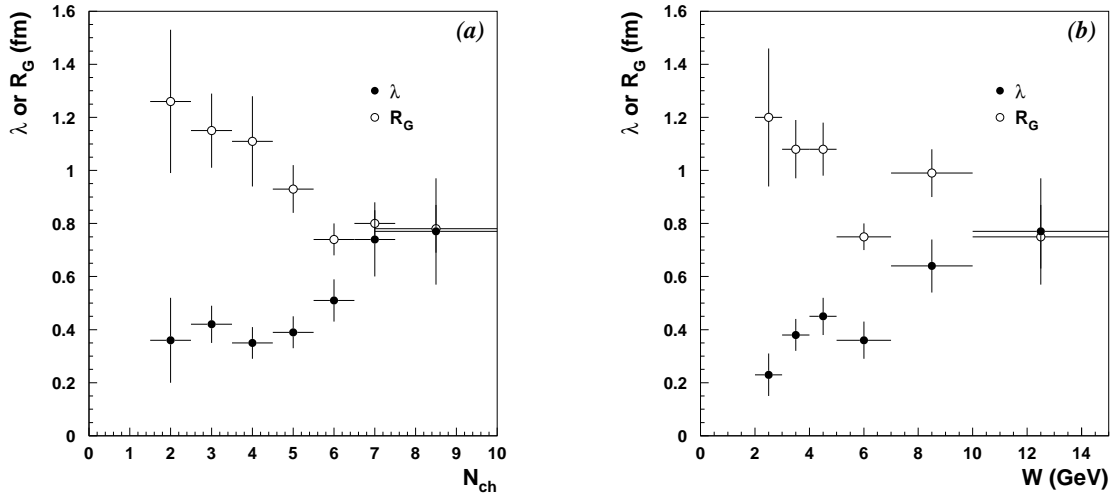 (a)
λ or R_G (fm)
1.6
1.4
1.2
1
0.8
0.6
0.4
0.2
0
λ
R_G
0 1 2 3 4 5 6 7 8 9 10
N_ch
(b)
λ or R_G (fm)
1.6
1.4
1.2
1
0.8
0.6
0.4
0.2
0
λ
R_G
0 2 4 6 8 10 12 14
W (GeV)